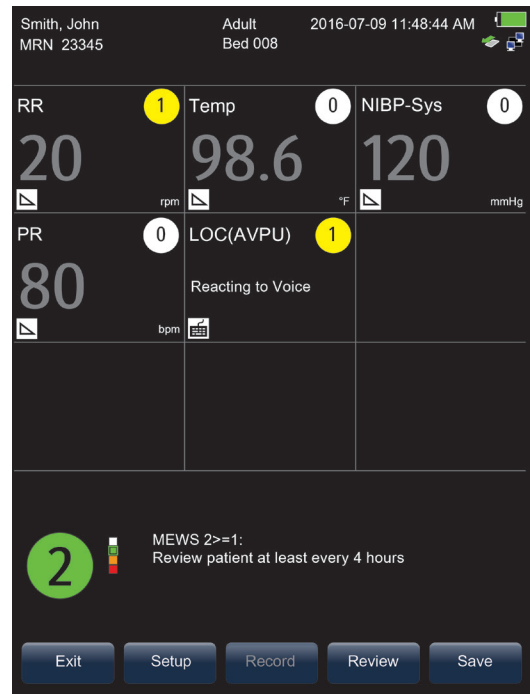 Smith, John Adult 2016-07-09 11:48:44 AM
MRN 23345 Bed 008
RR 1 Temp 0 NIBP-Sys 0
20 98.6 120
rpm °F mmHg
PR 0 LOC(AVPU) 1
80 Reacting to Voice
bpm
2 MEWS 2>=1:
Review patient at least every 4 hours
Exit Setup Record Review Save